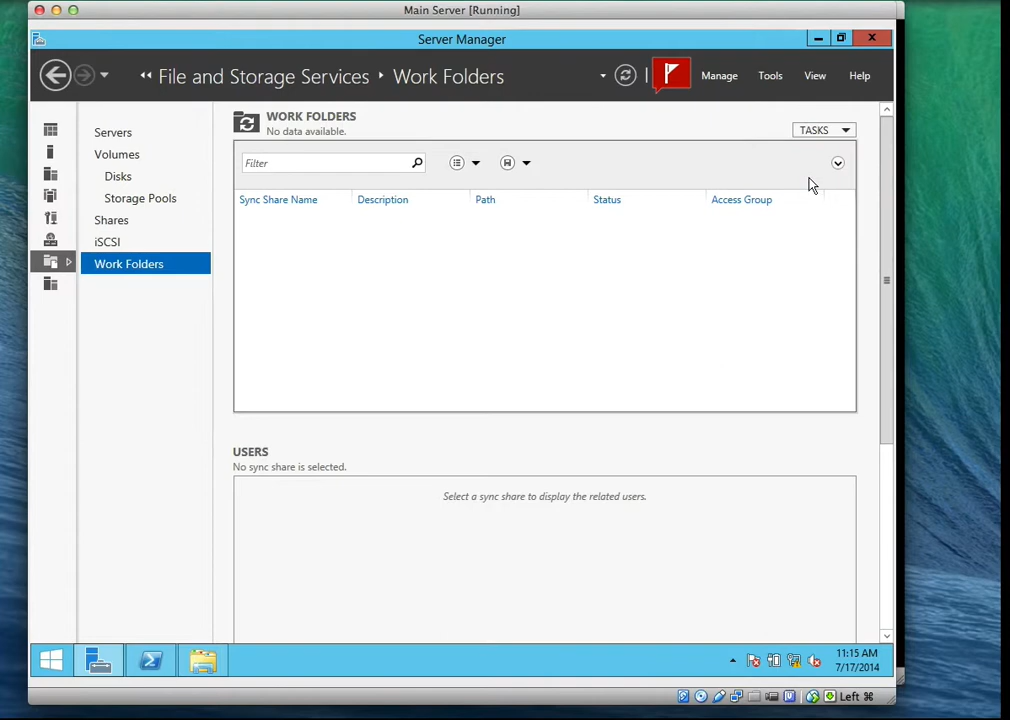 Main Server [Running]
Server Manager
File and Storage Services
Work Folders
Manage
Tools
View
Help
Servers
Volumes
Disks
Storage Pools
Shares
iSCSI
Work Folders
WORK FOLDERS
No data available.
TASKS
Filter
Sync Share Name
Description
Path
Status
Access Group
USERS
No sync share is selected.
Select a sync share to display the related users.
11:15 AM
7/17/2014
Left ⌘